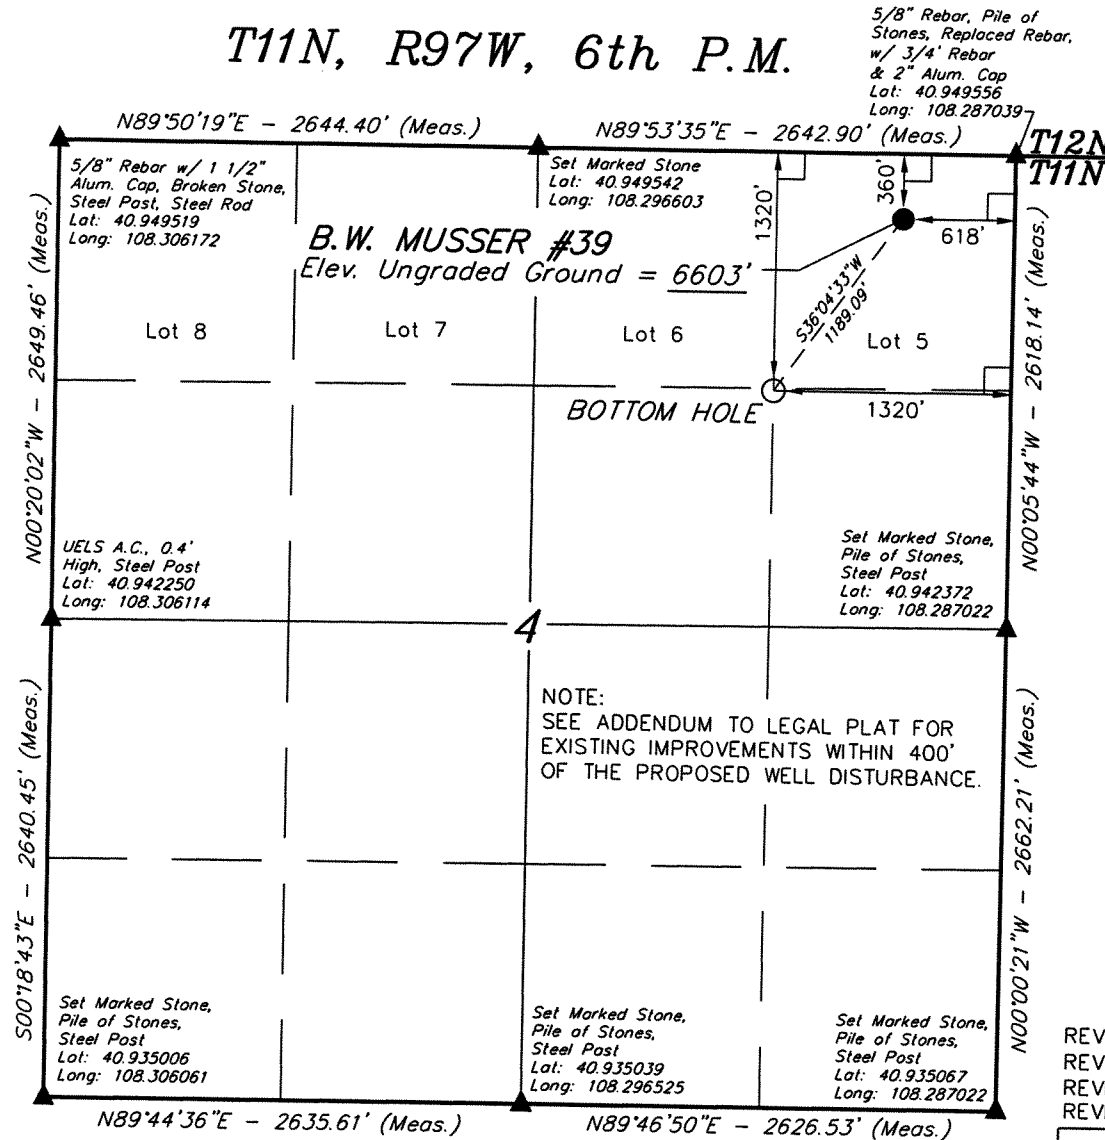 T11N, R97W, 6th P.M.
5/8" Rebar, Pile of
Stones, Replaced Rebar,
w/ 3/4' Rebar
& 2" Alum. Cap
Lat: 40.949556
Long: 108.287039
N89°50'19"E - 2644.40' (Meas.)
N89°53'35"E - 2642.90' (Meas.)
T12N
T11N
5/8" Rebar w/ 1 1/2"
Alum. Cap, Broken Stone,
Steel Post, Steel Rod
Lat: 40.949519
Long: 108.306172
Set Marked Stone
Lat: 40.949542
Long: 108.296603
1320'
360'
618'
B.W. MUSSER #39
Elev. Ungraded Ground = 6603'
S36°04'33"W
1189.09'
Lot 8
Lot 7
Lot 6
Lot 5
N00°20'02"W - 2649.46' (Meas.)
N00°05'44"W - 2618.14' (Meas.)
BOTTOM HOLE
1320'
UELS A.C., 0.4'
High, Steel Post
Lat: 40.942250
Long: 108.306114
Set Marked Stone,
Pile of Stones,
Steel Post
Lat: 40.942372
Long: 108.287022
4
NOTE:
SEE ADDENDUM TO LEGAL PLAT FOR
EXISTING IMPROVEMENTS WITHIN 400'
OF THE PROPOSED WELL DISTURBANCE.
S00°18'43"E - 2640.45' (Meas.)
N00°00'21"W - 2662.21' (Meas.)
Set Marked Stone,
Pile of Stones,
Steel Post
Lat: 40.935006
Long: 108.306061
Set Marked Stone,
Pile of Stones,
Steel Post
Lat: 40.935039
Long: 108.296525
Set Marked Stone,
Pile of Stones,
Steel Post
Lat: 40.935067
Long: 108.287022
REV
REV
REV
REV
N89°44'36"E - 2635.61' (Meas.)
N89°46'50"E - 2626.53' (Meas.)